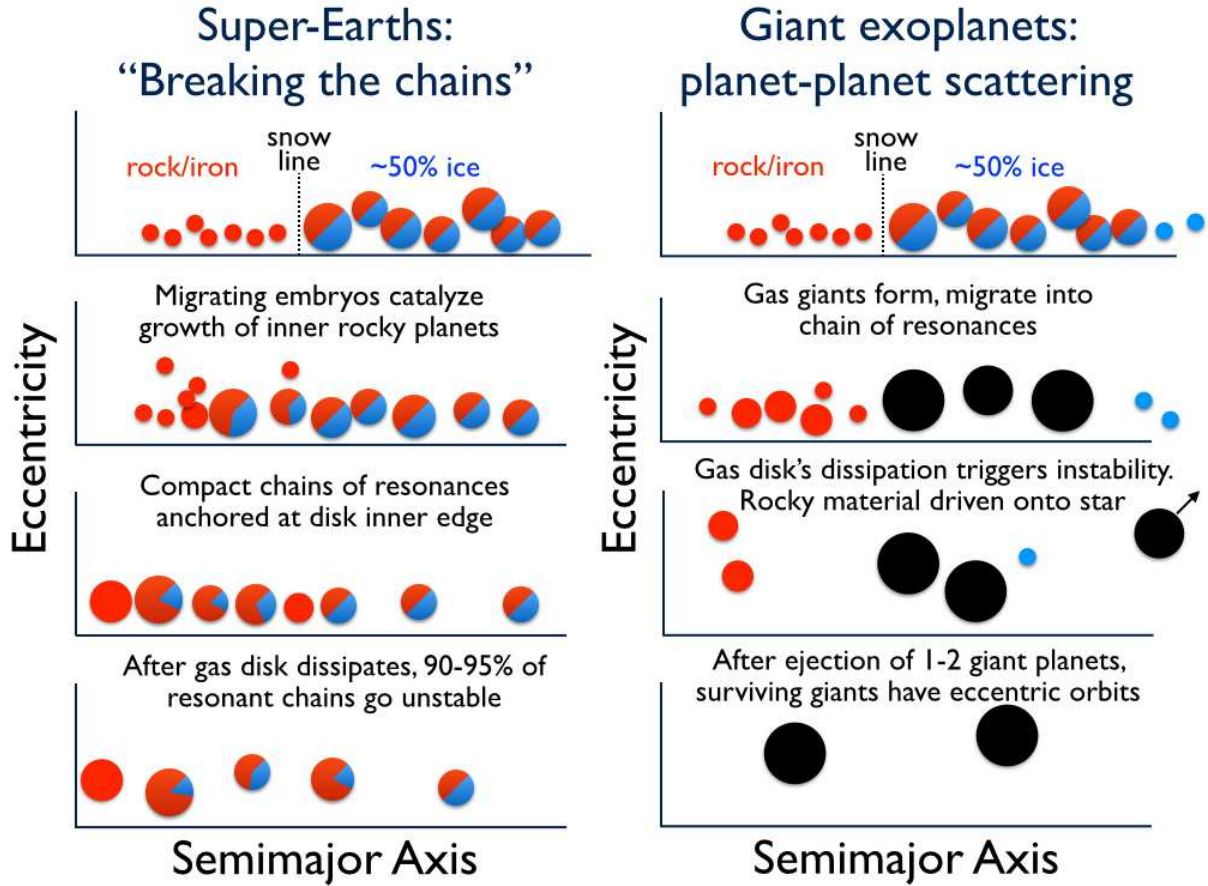 Super-Earths:
“Breaking the chains”
rock/iron
snow
line
~50% ice
Migrating embryos catalyze
growth of inner rocky planets
Compact chains of resonances
anchored at disk inner edge
After gas disk dissipates, 90-95% of
resonant chains go unstable
Eccentricity
Semimajor Axis
Giant exoplanets:
planet-planet scattering
rock/iron
snow
line
~50% ice
Gas giants form, migrate into
chain of resonances
Gas disk’s dissipation triggers instability.
Rocky material driven onto star
After ejection of 1-2 giant planets,
surviving giants have eccentric orbits
Eccentricity
Semimajor Axis